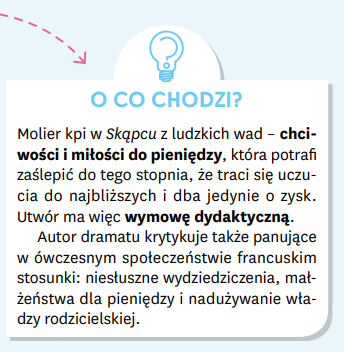 O CO CHODZI?
Molier kpi w Skąpcu z ludzkich wad – chci-
wości i miłości do pieniędzy, która potrafi
zaślepić do tego stopnia, że traci się uczu-
cia do najbliższych i dba jedynie o zysk.
Utwór ma więc wymowę dydaktyczną.
Autor dramatu krytykuje także panujące
w ówczesnym społeczeństwie francuskim
stosunki: niesłuszne wydziedziczenia, mał-
żeństwa dla pieniędzy i nadużywanie wła-
dzy rodzicielskiej.